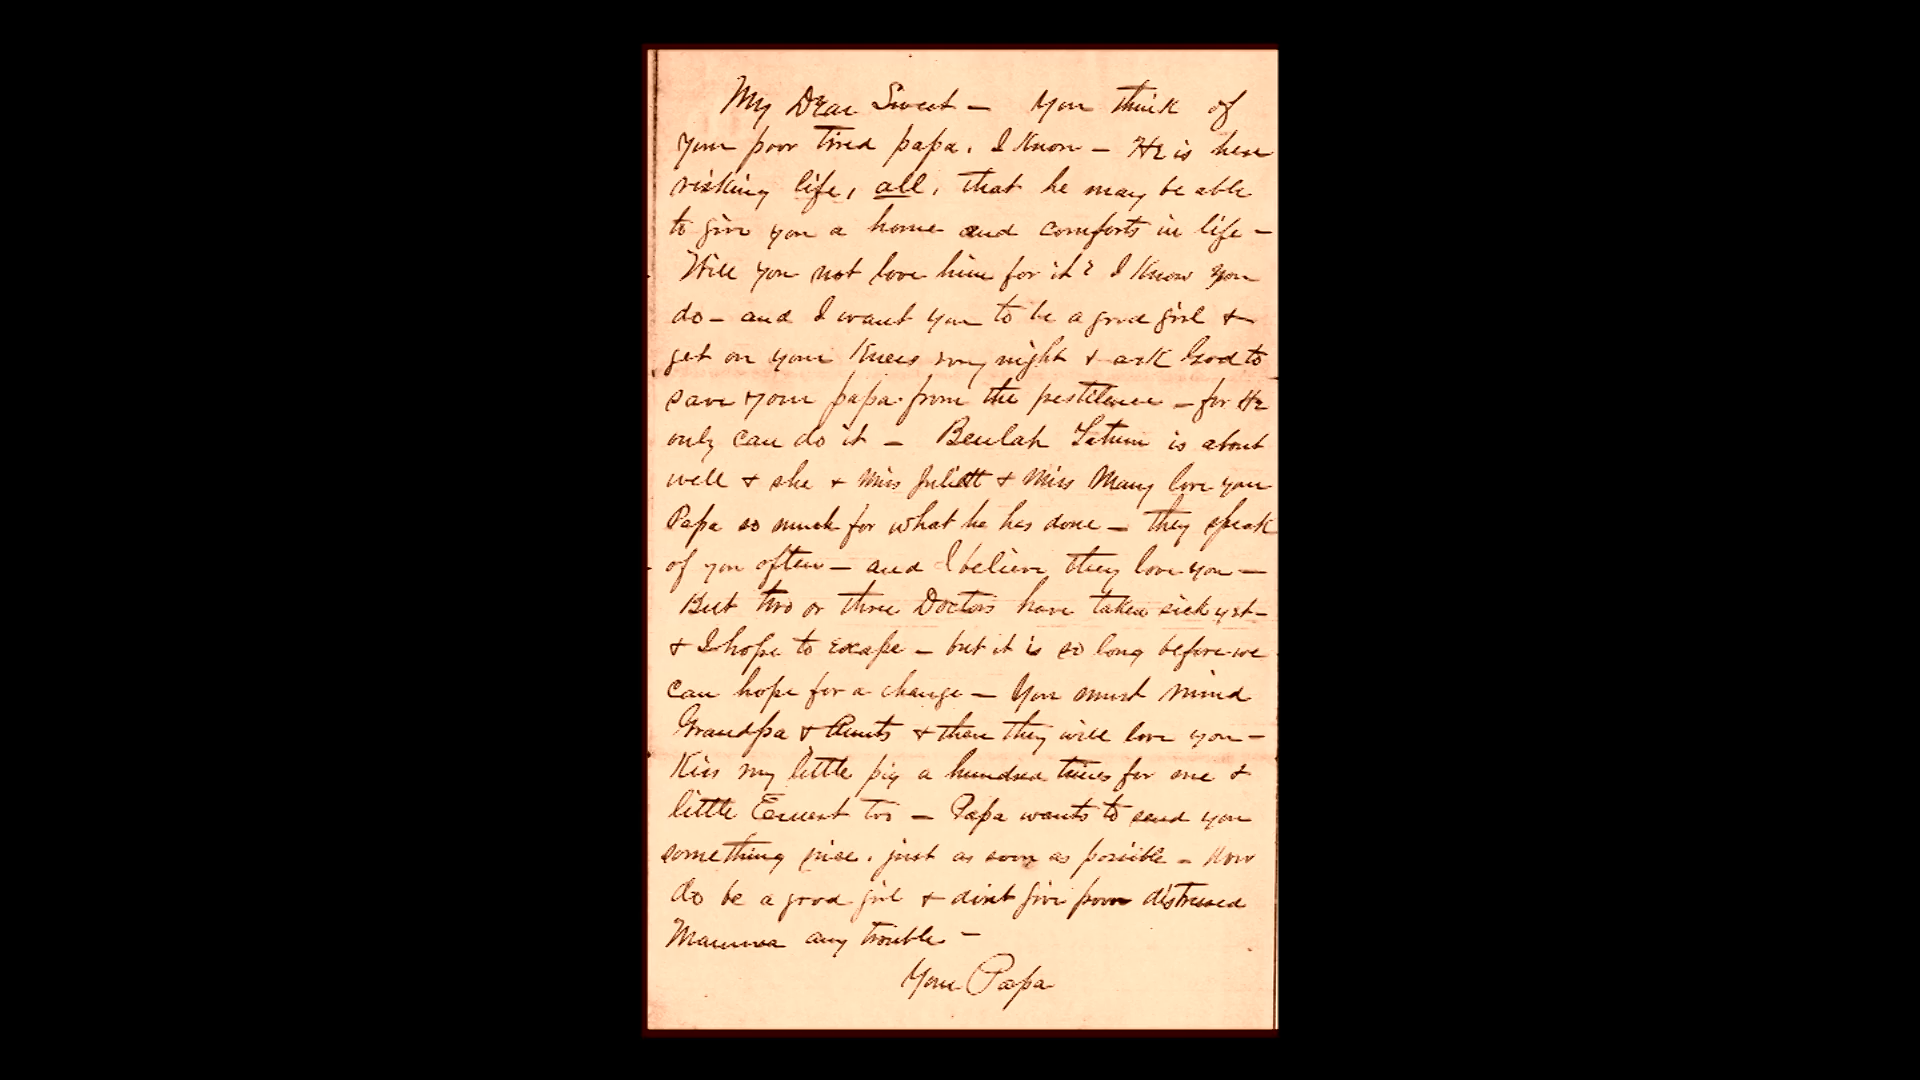 My Dear Sweet — You think of
your poor tired papa, I know — He is here
risking life, all, that he may be able
to give you a home and comforts in life —
Will you not love him for it? I know you
do — and I want you to be a good girl &
get on your knees every night & ask God to
save your papa from the pestilence — for He
only can do it — Beulah Tatum is about
well & she & Miss Juliett & Miss Mary love your
Papa so much for what he has done — they speak
of you often — and I believe they love you —
But two or three Doctors have taken sick yet —
& I hope to escape — but it is so long before we
can hope for a change — You must mind
Grandpa & Aunts & then they will love you —
Kiss my little pig a hundred times for me &
little Ernest too — Papa wants to send you
something nice, just as soon as possible — Now
do be a good girl & don't give poor distressed
Mamma any trouble —
Your Papa